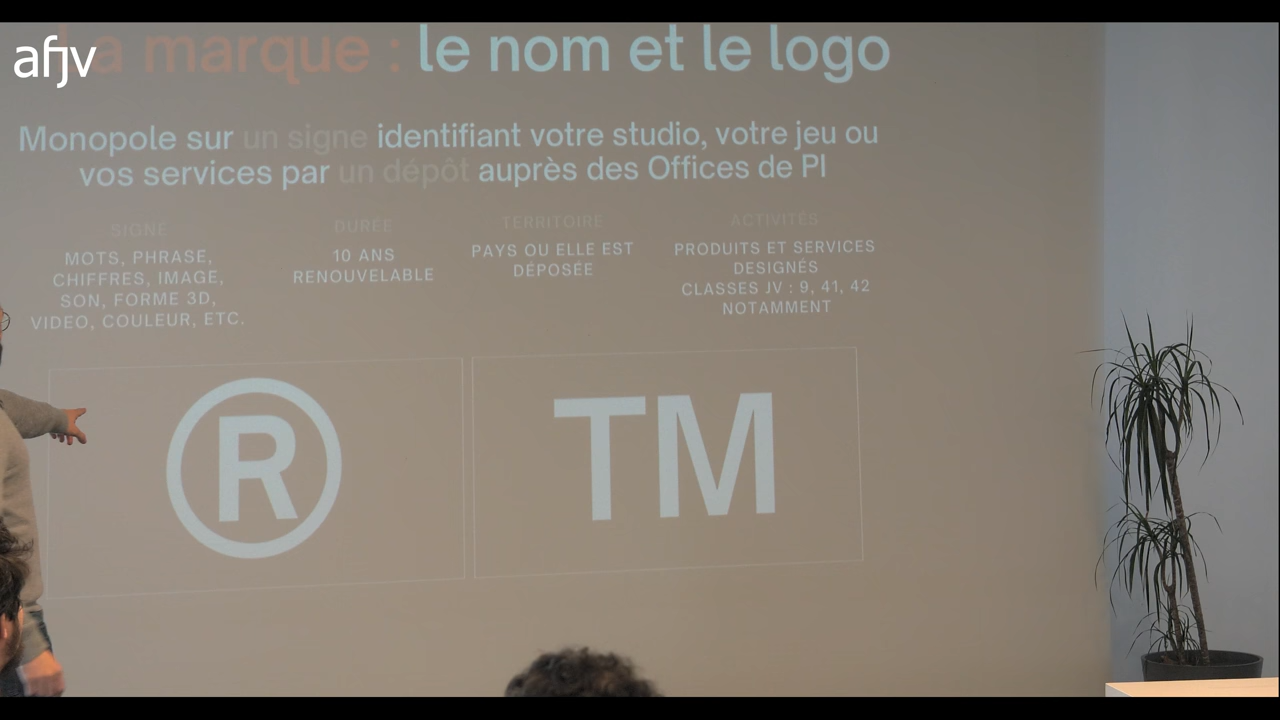 afjv
La marque : le nom et le logo
Monopole sur un signe identifiant votre studio, votre jeu ou
vos services par un dépôt auprès des Offices de PI
SIGNE
MOTS, PHRASE,
CHIFFRES, IMAGE,
SON, FORME 3D,
VIDEO, COULEUR, ETC.
DURÉE
10 ANS
RENOUVELABLE
TERRITOIRE
PAYS OU ELLE EST
DÉPOSÉE
ACTIVITÉS
PRODUITS ET SERVICES
DESIGNÉS
CLASSES JV : 9, 41, 42
NOTAMMENT
®
TM